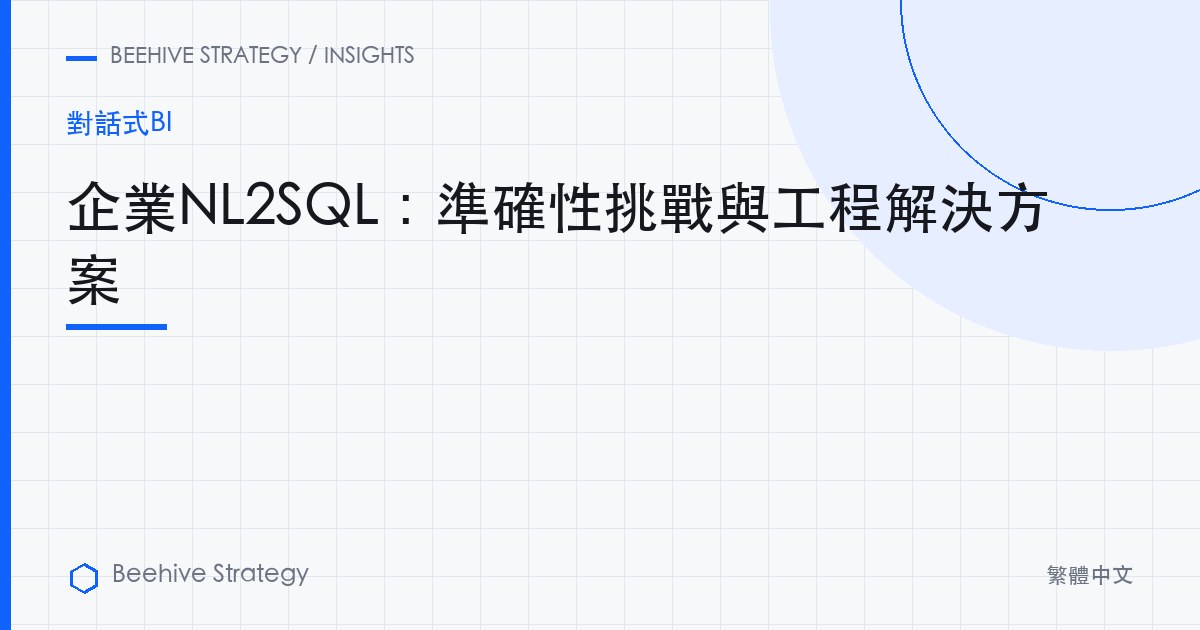 BEEHIVE STRATEGY / INSIGHTS
對話式BI
企業NL2SQL：準確性挑戰與工程解決方
案
Beehive Strategy
繁體中文